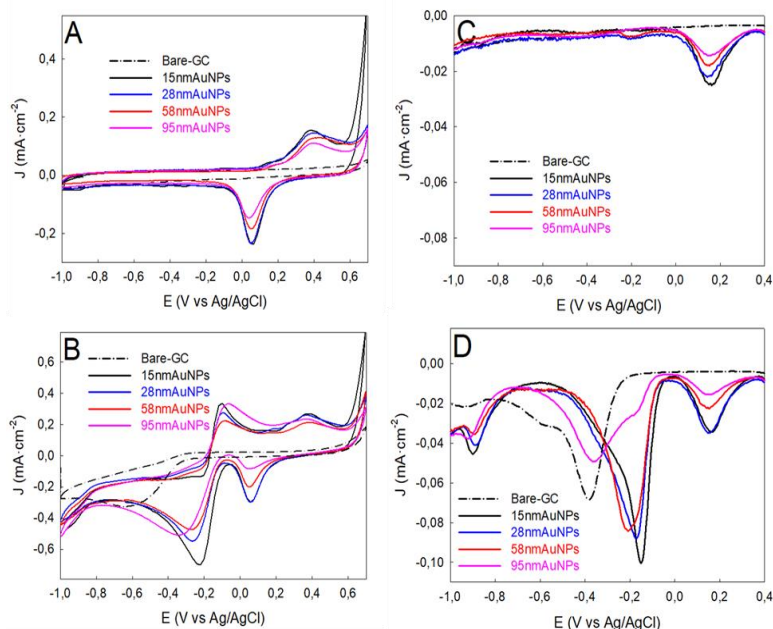 A
0,4
0,2
0,0
-0,2
J (mA·cm-2)
Bare-GC
15nmAuNPs
28nmAuNPs
58nmAuNPs
95nmAuNPs
-1,0 -0,8 -0,6 -0,4 -0,2 0,0 0,2 0,4 0,6
E (V vs Ag/AgCl)
C
0,00
-0,02
-0,04
-0,06
-0,08
J (mA·cm-2)
Bare-GC
15nmAuNPs
28nmAuNPs
58nmAuNPs
95nmAuNPs
-1,0 -0,8 -0,6 -0,4 -0,2 0,0 0,2 0,4
E (V vs Ag/AgCl)
B
0,8
0,6
0,4
0,2
0,0
-0,2
-0,4
-0,6
J (mA·cm-2)
Bare-GC
15nmAuNPs
28nmAuNPs
58nmAuNPs
95nmAuNPs
-1,0 -0,8 -0,6 -0,4 -0,2 0,0 0,2 0,4 0,6
E (V vs Ag/AgCl)
D
0,00
-0,02
-0,04
-0,06
-0,08
-0,10
J (mA·cm-2)
Bare-GC
15nmAuNPs
28nmAuNPs
58nmAuNPs
95nmAuNPs
-1,0 -0,8 -0,6 -0,4 -0,2 0,0 0,2 0,4
E (V vs Ag/AgCl)